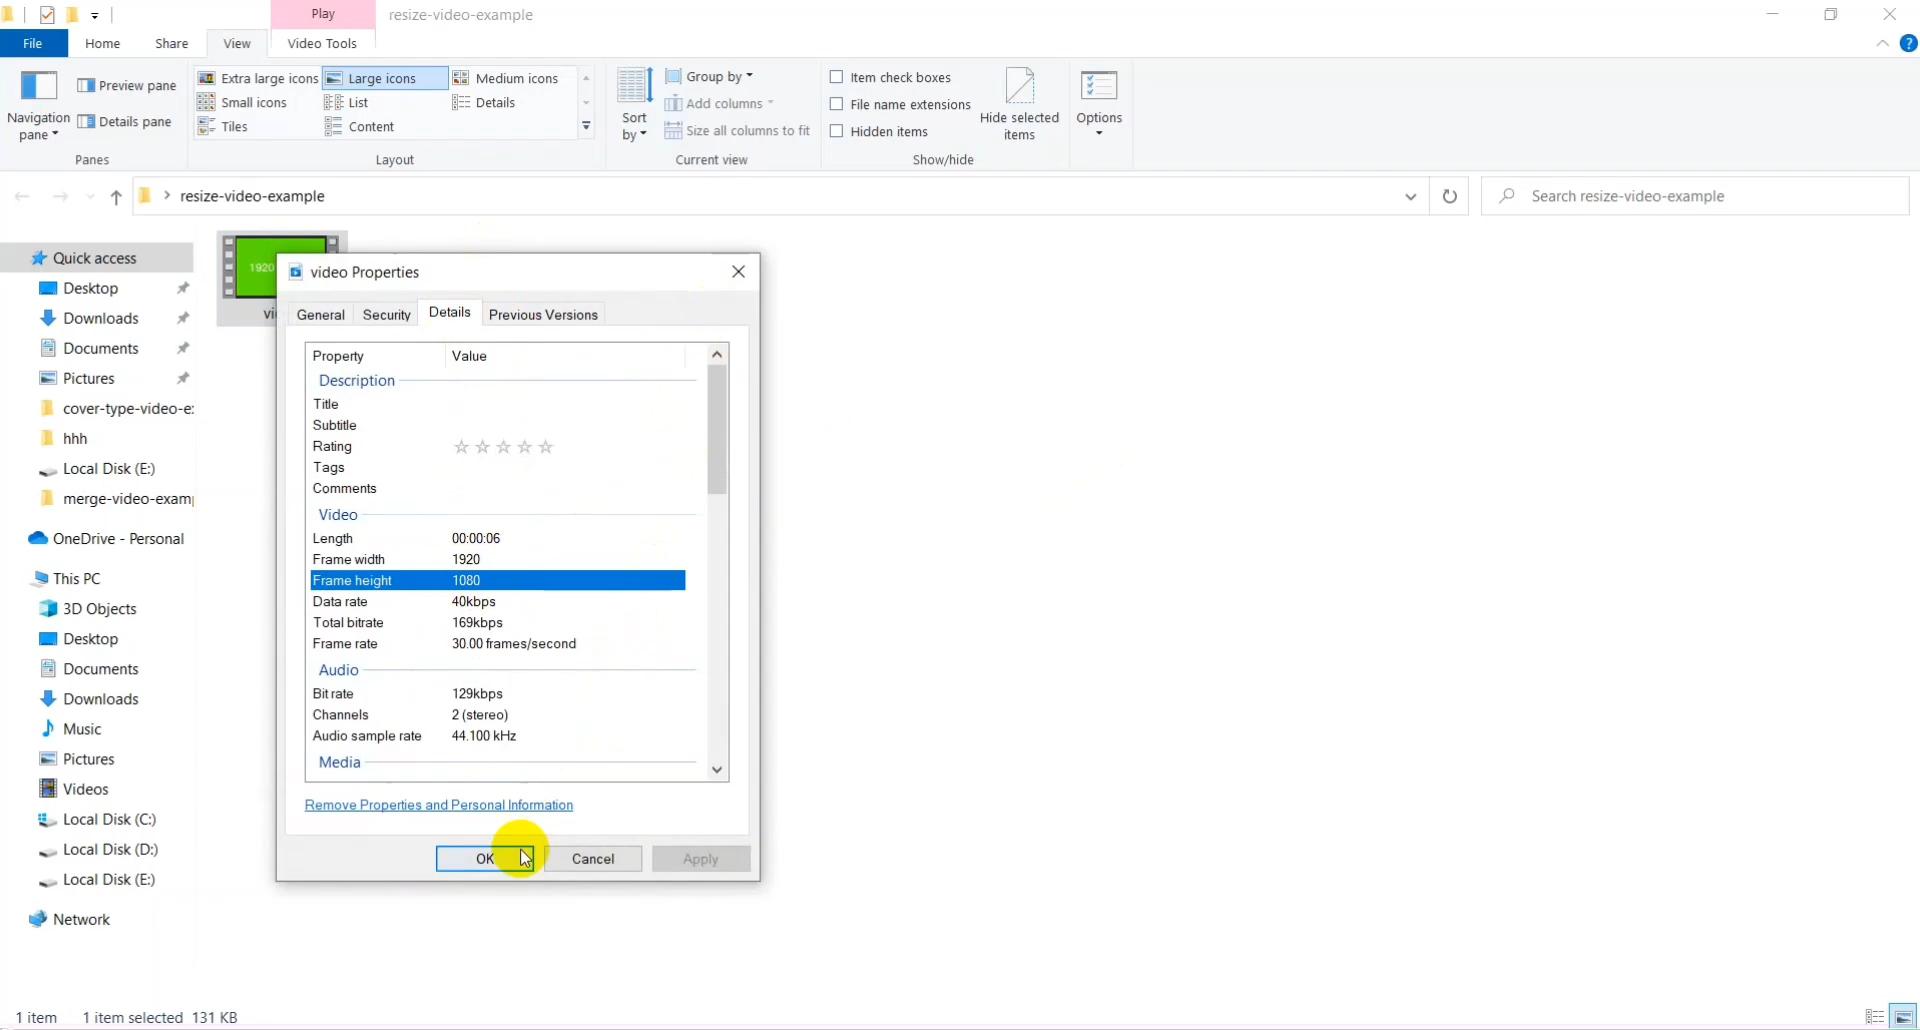 Play
resize-video-example
File
Home
Share
View
Video Tools
Navigation pane
Preview pane
Details pane
Panes
Extra large icons
Large icons
Medium icons
Small icons
List
Details
Tiles
Content
Layout
Sort by
Group by
Add columns
Size all columns to fit
Current view
Item check boxes
File name extensions
Hidden items
Hide selected items
Show/hide
Options
resize-video-example
Search resize-video-example
Quick access
Desktop
Downloads
Documents
Pictures
cover-type-video-e
hhh
Local Disk (E:)
merge-video-exam
OneDrive - Personal
This PC
3D Objects
Desktop
Documents
Downloads
Music
Pictures
Videos
Local Disk (C:)
Local Disk (D:)
Local Disk (E:)
Network
1920
vi
video Properties
General
Security
Details
Previous Versions
Property Value
Description
Title
Subtitle
Rating
Tags
Comments
Video
Length 00:00:06
Frame width 1920
Frame height 1080
Data rate 40kbps
Total bitrate 169kbps
Frame rate 30.00 frames/second
Audio
Bit rate 129kbps
Channels 2 (stereo)
Audio sample rate 44.100 kHz
Media
Remove Properties and Personal Information
OK
Cancel
Apply
1 item
1 item selected 131 KB